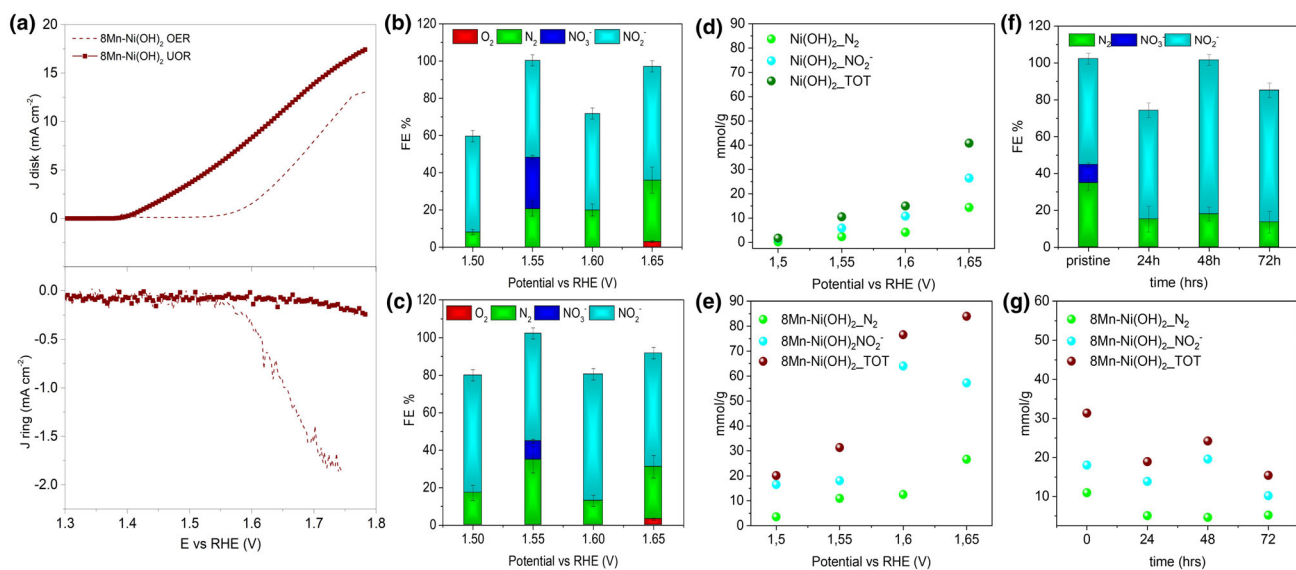 (a)
8Mn-Ni(OH)₂ OER
8Mn-Ni(OH)₂ UOR
J disk (mA cm⁻²)
15
10
5
0
J ring (mA cm⁻²)
0.0
-0.5
-1.0
-1.5
-2.0
1.3 1.4 1.5 1.6 1.7 1.8
E vs RHE (V)
(b)
O₂ N₂ NO₃⁻ NO₂⁻
FE %
120
100
80
60
40
20
0
1.50 1.55 1.60 1.65
Potential vs RHE (V)
(c)
O₂ N₂ NO₃⁻ NO₂⁻
FE %
120
100
80
60
40
20
0
1.50 1.55 1.60 1.65
Potential vs RHE (V)
(d)
Ni(OH)₂_N₂
Ni(OH)₂_NO₂⁻
Ni(OH)₂_TOT
mmol/g
90
80
70
60
50
40
30
20
10
0
1,5 1,55 1,6 1,65
Potential vs RHE (V)
(e)
8Mn-Ni(OH)₂_N₂
8Mn-Ni(OH)₂NO₂⁻
8Mn-Ni(OH)₂_TOT
mmol/g
90
80
70
60
50
40
30
20
10
0
1,5 1,55 1,6 1,65
Potential vs RHE (V)
(f)
N₂ NO₃⁻ NO₂⁻
FE %
120
100
80
60
40
20
0
pristine 24h 48h 72h
time (hrs)
(g)
8Mn-Ni(OH)₂_N₂
8Mn-Ni(OH)₂_NO₂⁻
8Mn-Ni(OH)₂_TOT
mmol/g
60
50
40
30
20
10
0 24 48 72
time (hrs)